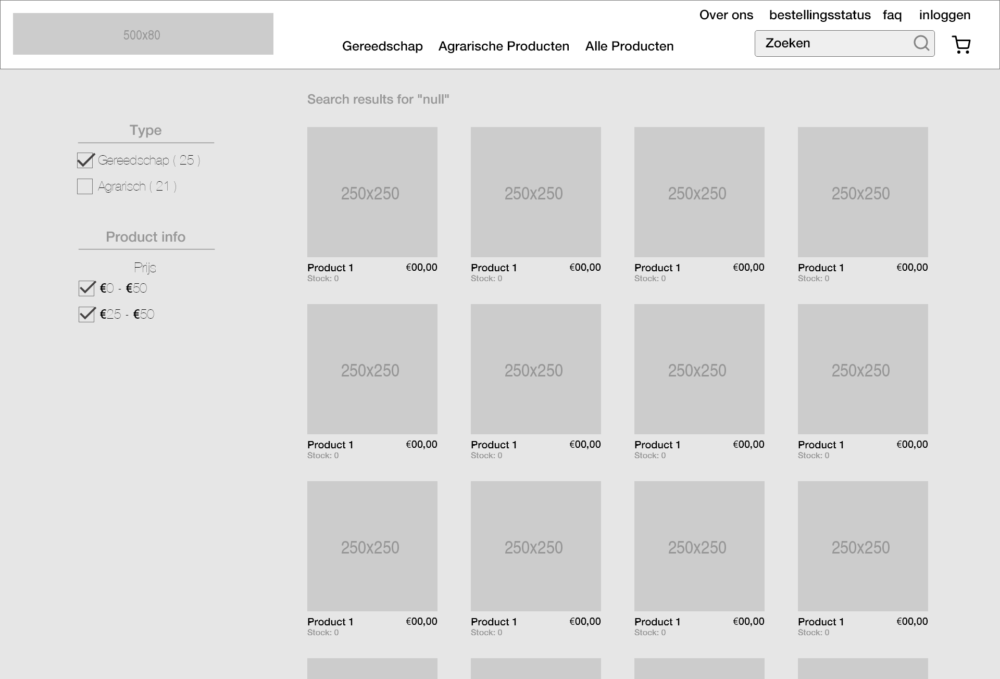 Over ons bestellingsstatus faq inloggen
500x80
Gereedschap Agrarische Producten Alle Producten Zoeken
Search results for "null"
Type
Gereedschap ( 25 )
Agrarisch ( 21 )
Product info
Prijs
€0 - €50
€25 - €50
250x250 250x250 250x250 250x250
Product 1 €00,00 Product 1 €00,00 Product 1 €00,00 Product 1 €00,00
Stock: 0 Stock: 0 Stock: 0 Stock: 0
250x250 250x250 250x250 250x250
Product 1 €00,00 Product 1 €00,00 Product 1 €00,00 Product 1 €00,00
Stock: 0 Stock: 0 Stock: 0 Stock: 0
250x250 250x250 250x250 250x250
Product 1 €00,00 Product 1 €00,00 Product 1 €00,00 Product 1 €00,00
Stock: 0 Stock: 0 Stock: 0 Stock: 0